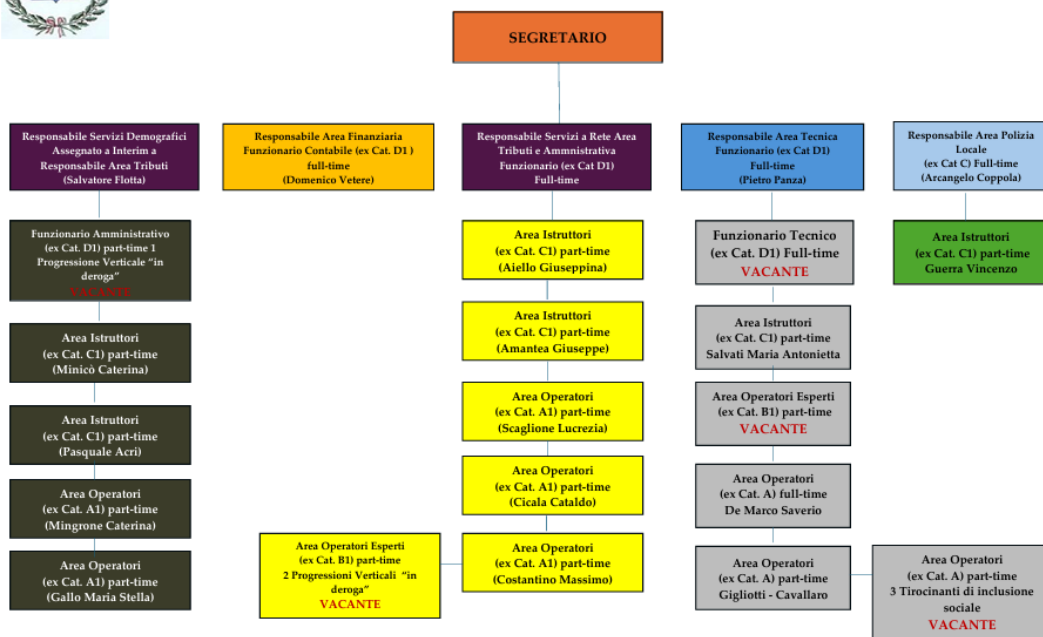 SEGRETARIO
Responsabile Servizi Demografici
Assegnato a Interim a
Responsabile Area Tributi
(Salvatore Flotta)
Responsabile Area Finanziaria
Funzionario Contabile (ex Cat. D1 )
full-time
(Domenico Vetere)
Responsabile Servizi a Rete Area
Tributi e Ammnistrativa
Funzionario (ex Cat D1)
Full-time
Responsabile Area Tecnica
Funzionario (ex Cat D1)
Full-time
(Pietro Panza)
Responsabile Area Polizia
Locale
(ex Cat C) Full-time
(Arcangelo Coppola)
Funzionario Amministrativo
(ex Cat. D1) part-time 1
Progressione Verticale “in
deroga”
VACANTE
Area Istruttori
(ex Cat. C1) part-time
(Minicò Caterina)
Area Istruttori
(ex Cat. C1) part-time
(Pasquale Acri)
Area Operatori
(ex Cat. A1) part-time
(Mingrone Caterina)
Area Operatori
(ex Cat. A1) part-time
(Gallo Maria Stella)
Area Istruttori
(ex Cat. C1) part-time
(Aiello Giuseppina)
Area Istruttori
(ex Cat. C1) part-time
(Amantea Giuseppe)
Area Operatori
(ex Cat. A1) part-time
(Scaglione Lucrezia)
Area Operatori
(ex Cat. A1) part-time
(Cicala Cataldo)
Area Operatori
(ex Cat. A1) part-time
(Costantino Massimo)
Area Operatori Esperti
(ex Cat. B1) part-time
2 Progressioni Verticali “in
deroga”
VACANTE
Funzionario Tecnico
(ex Cat. D1) Full-time
VACANTE
Area Istruttori
(ex Cat. C1) part-time
Salvati Maria Antonietta
Area Operatori Esperti
(ex Cat. B1) part-time
VACANTE
Area Operatori
(ex Cat. A) full-time
De Marco Saverio
Area Operatori
(ex Cat. A) part-time
Gigliotti - Cavallaro
Area Operatori
(ex Cat. A) part-time
3 Tirocinanti di inclusione
sociale
VACANTE
Area Istruttori
(ex Cat. C1) part-time
Guerra Vincenzo